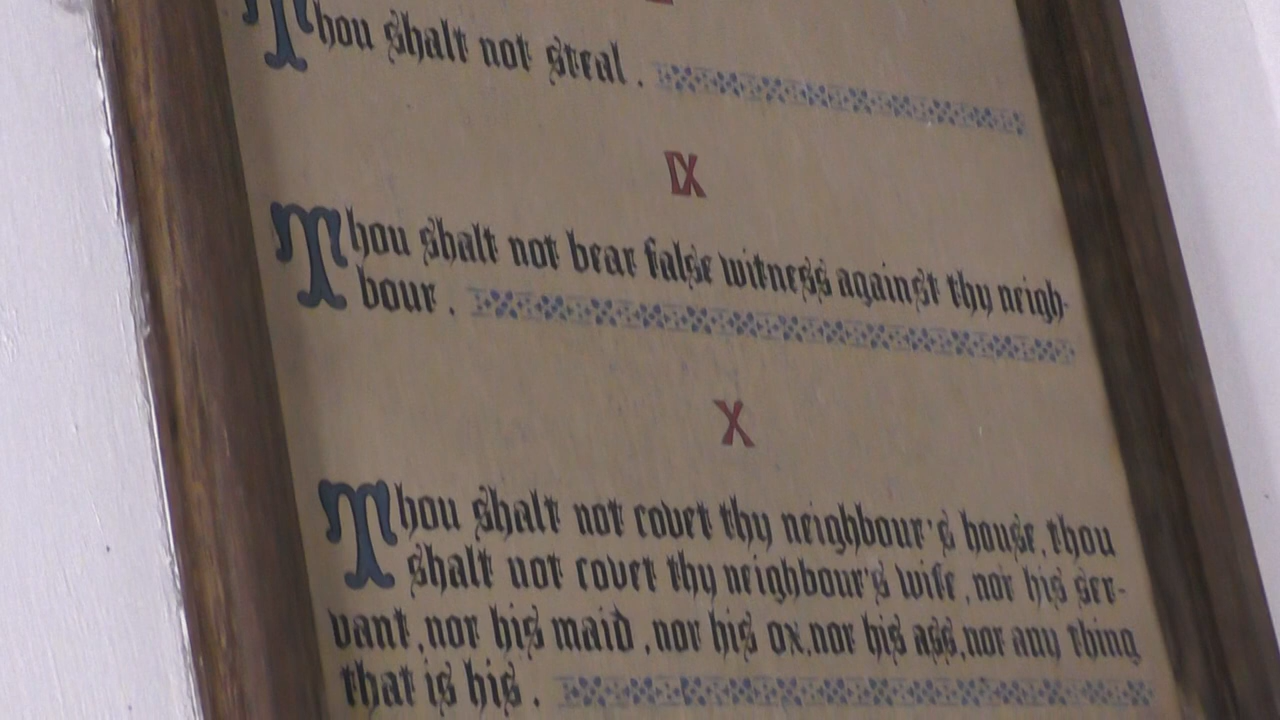 Thou shalt not steal.
IX
Thou shalt not bear false witness against thy neigh-
bour.
X
Thou shalt not covet thy neighbour's house, thou
shalt not covet thy neighbour's wife, nor his ser-
vant, nor his maid, nor his ox, nor his ass, nor any thing
that is his.